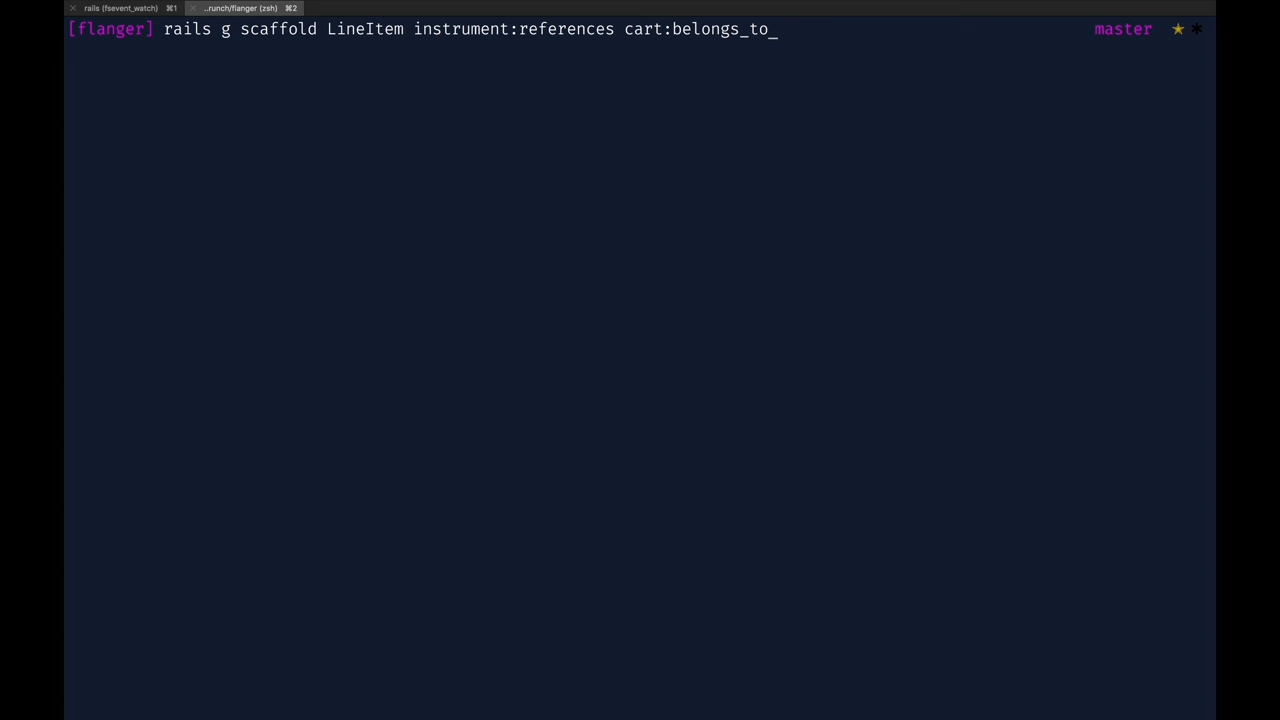 rails (fsevent_watch) ⌘1 ..runch/flanger (zsh) ⌘2
[flanger] rails g scaffold LineItem instrument:references cart:belongs_to_ master ★ *